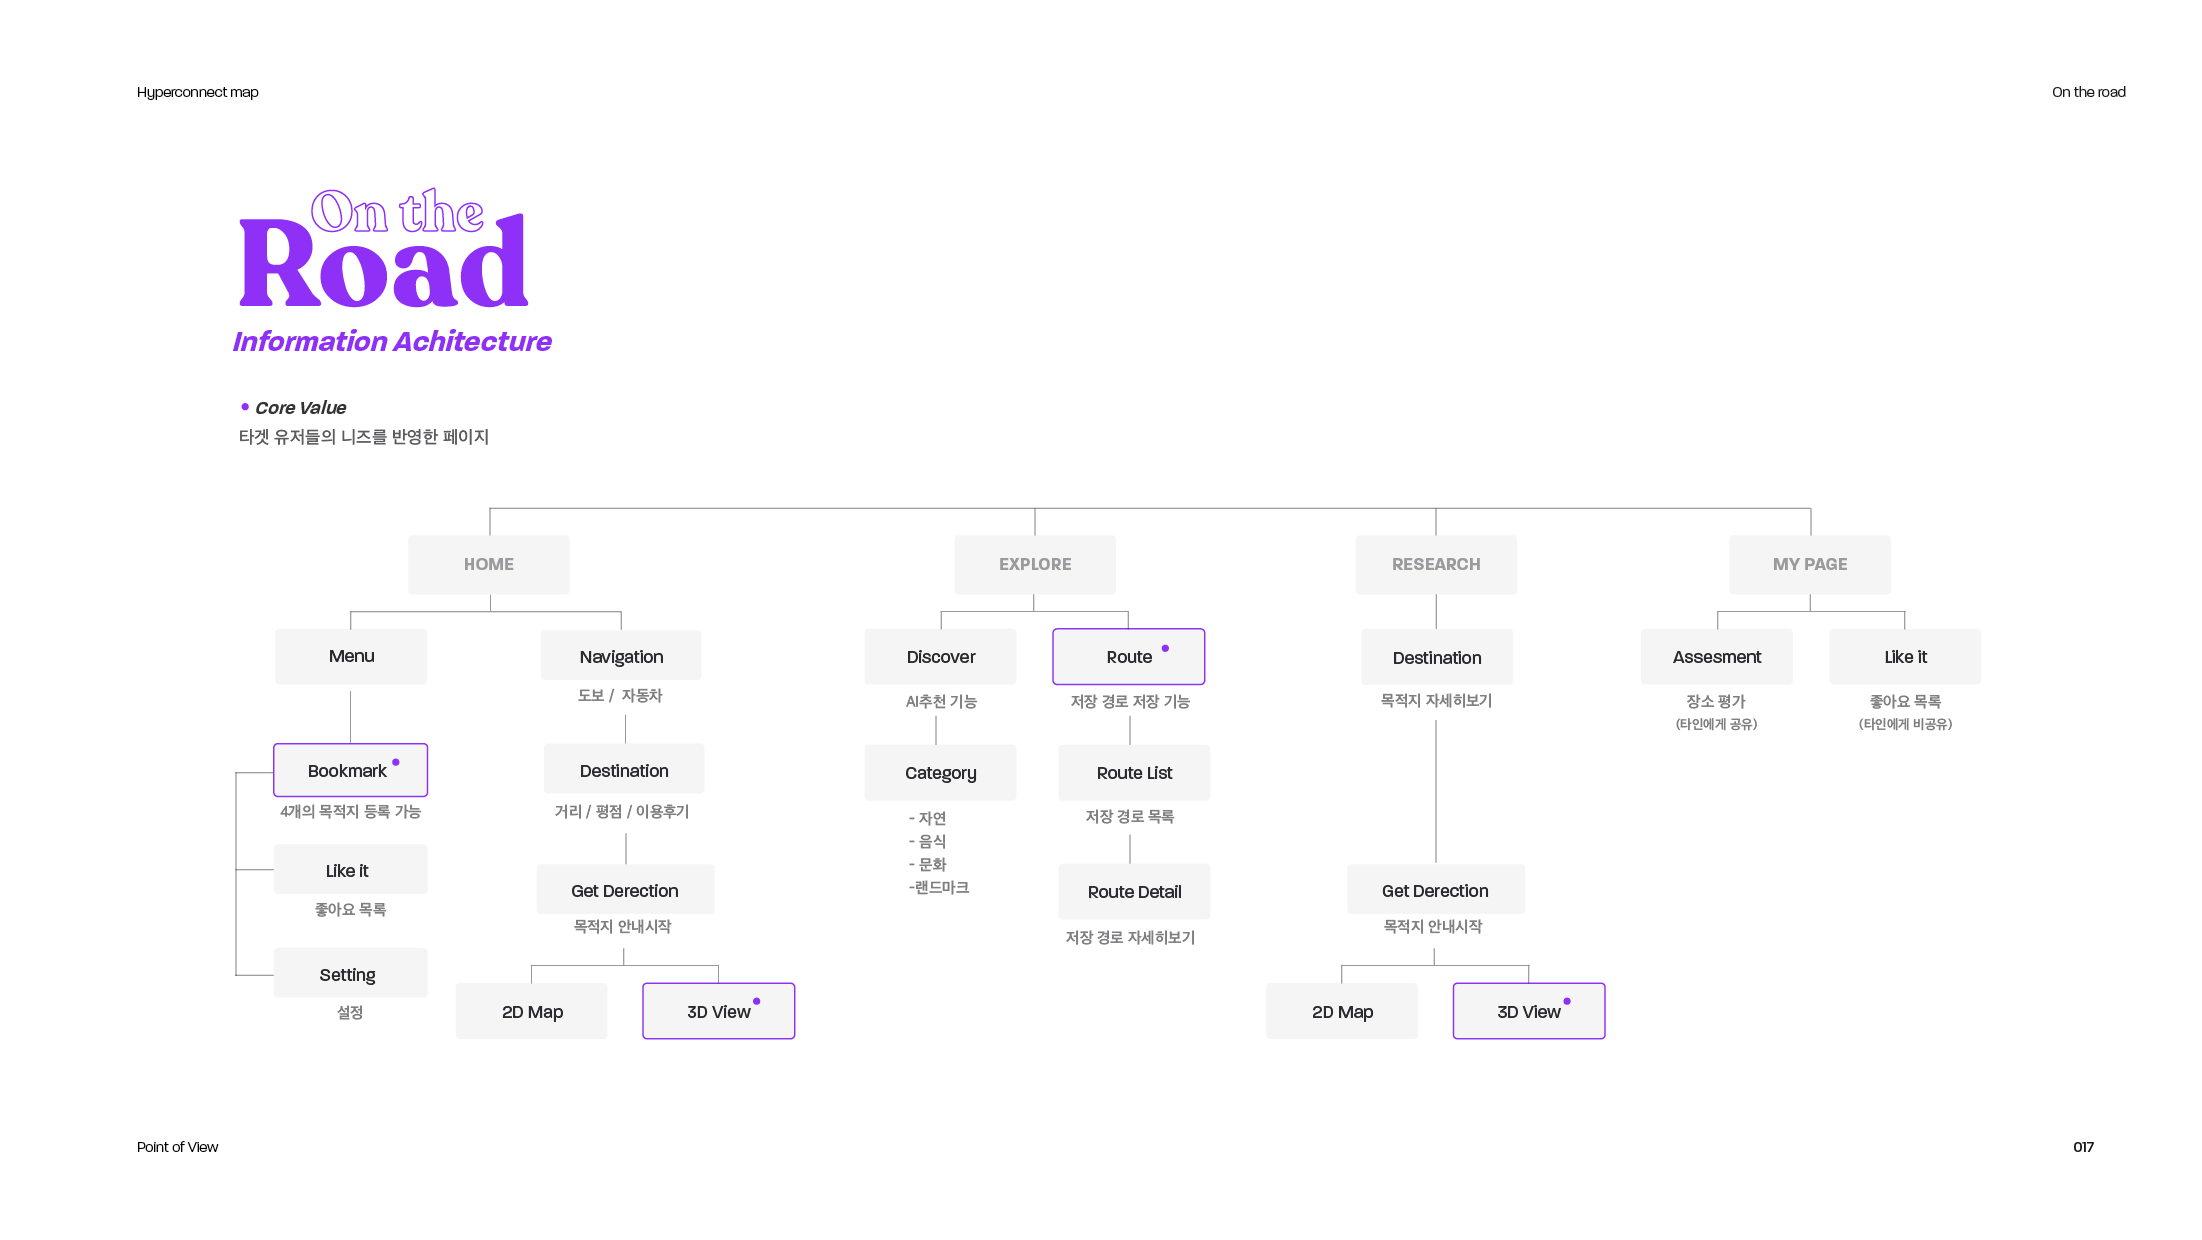 Hyperconnect map
On the road
On the
Road
Information Achitecture
Core Value
타겟 유저들의 니즈를 반영한 페이지
HOME
EXPLORE
RESEARCH
MY PAGE
Menu
Navigation
도보 / 자동차
Discover
AI추천 기능
Route
저장 경로 저장 기능
Destination
목적지 자세히보기
Assesment
장소 평가
(타인에게 공유)
Like it
좋아요 목록
(타인에게 비공유)
Bookmark
4개의 목적지 등록 가능
Destination
거리 / 평점 / 이용후기
Category
- 자연
- 음식
- 문화
-랜드마크
Route List
저장 경로 목록
Like it
좋아요 목록
Get Derection
목적지 안내시작
Route Detail
저장 경로 자세히보기
Get Derection
목적지 안내시작
Setting
설정
2D Map
3D View
2D Map
3D View
Point of View
017